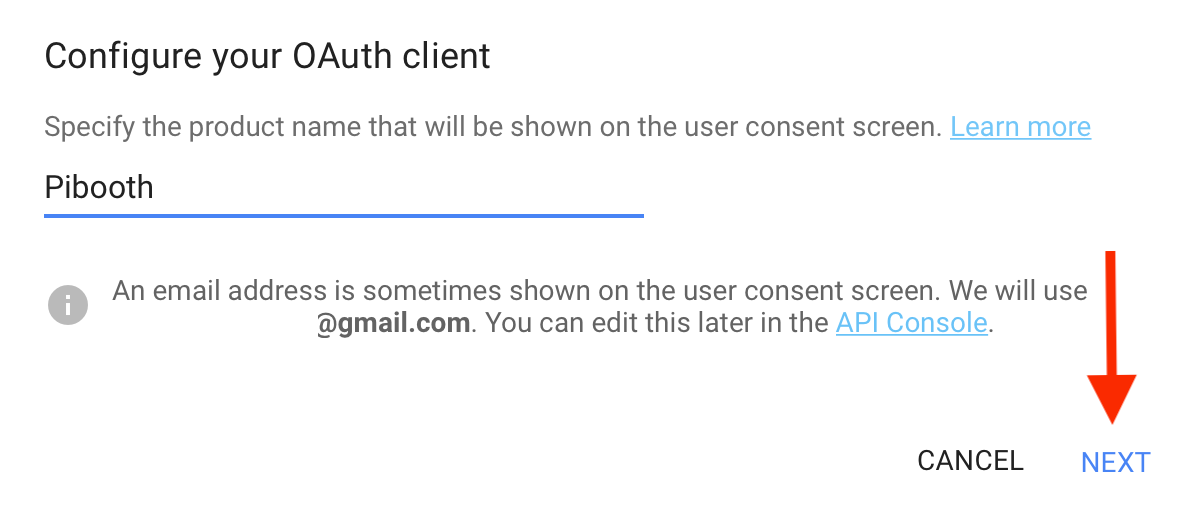 Configure your OAuth client
Specify the product name that will be shown on the user consent screen. Learn more
Pibooth
i
An email address is sometimes shown on the user consent screen. We will use
@gmail.com. You can edit this later in the API Console.
CANCEL
NEXT